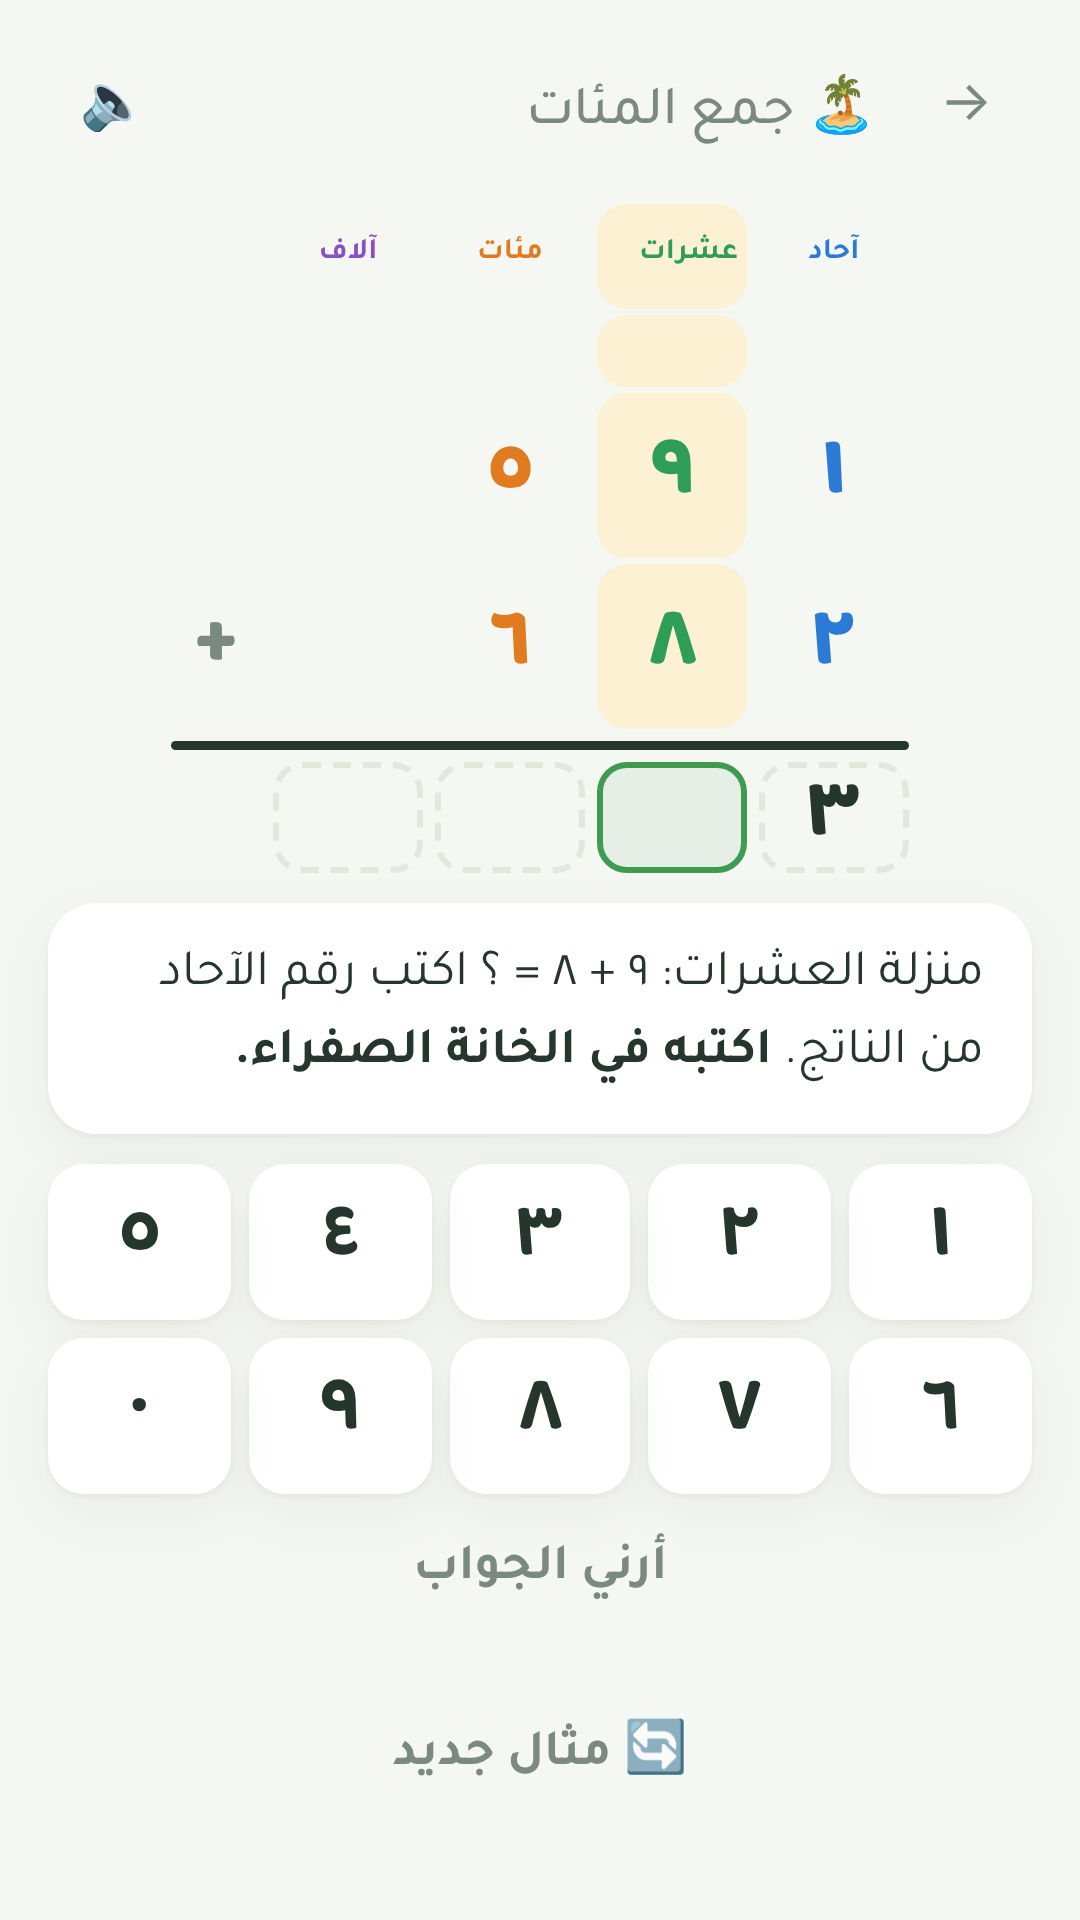 جمع المئات
آحاد عشرات مئات آلاف
١ ٩ ٥
٢ ٨ ٦ +
٣
منزلة العشرات: ٩ + ٨ = ؟ اكتب رقم الآحاد
من الناتج. اكتبه في الخانة الصفراء.
١ ٢ ٣ ٤ ٥
٦ ٧ ٨ ٩ ٠
أرني الجواب
مثال جديد